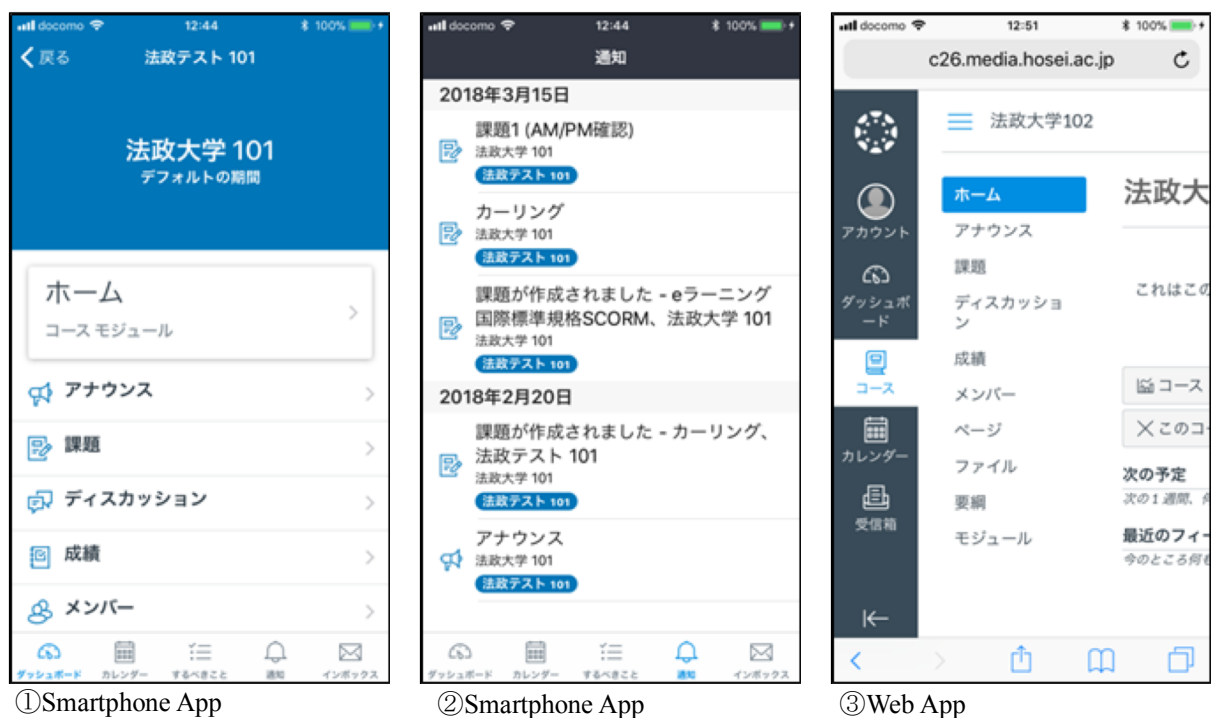 docomo 12:44 100%
戻る 法政テスト 101
法政大学 101
デフォルトの期間
ホーム
コース モジュール
アナウンス
課題
ディスカッション
成績
メンバー
ダッシュボード カレンダー するべきこと 通知 インボックス
①Smartphone App
docomo 12:44 100%
通知
2018年3月15日
課題1 (AM/PM確認)
法政大学 101
法政テスト 101
カーリング
法政大学 101
法政テスト 101
課題が作成されました - eラーニング
国際標準規格SCORM、法政大学 101
法政大学 101
法政テスト 101
2018年2月20日
課題が作成されました - カーリング、
法政テスト 101
法政大学 101
法政テスト 101
アナウンス
法政大学 101
法政テスト 101
ダッシュボード カレンダー するべきこと 通知 インボックス
②Smartphone App
docomo 12:51 100%
c26.media.hosei.ac.jp
法政大学102
アカウント
ダッシュボ
ード
コース
カレンダー
受信箱
ホーム
アナウンス
課題
ディスカッショ
ン
成績
メンバー
ページ
ファイル
要綱
モジュール
法政大
これはこの
コース
このコー
次の予定
次の1週間、
最近のフィー
今のところ何も
③Web App